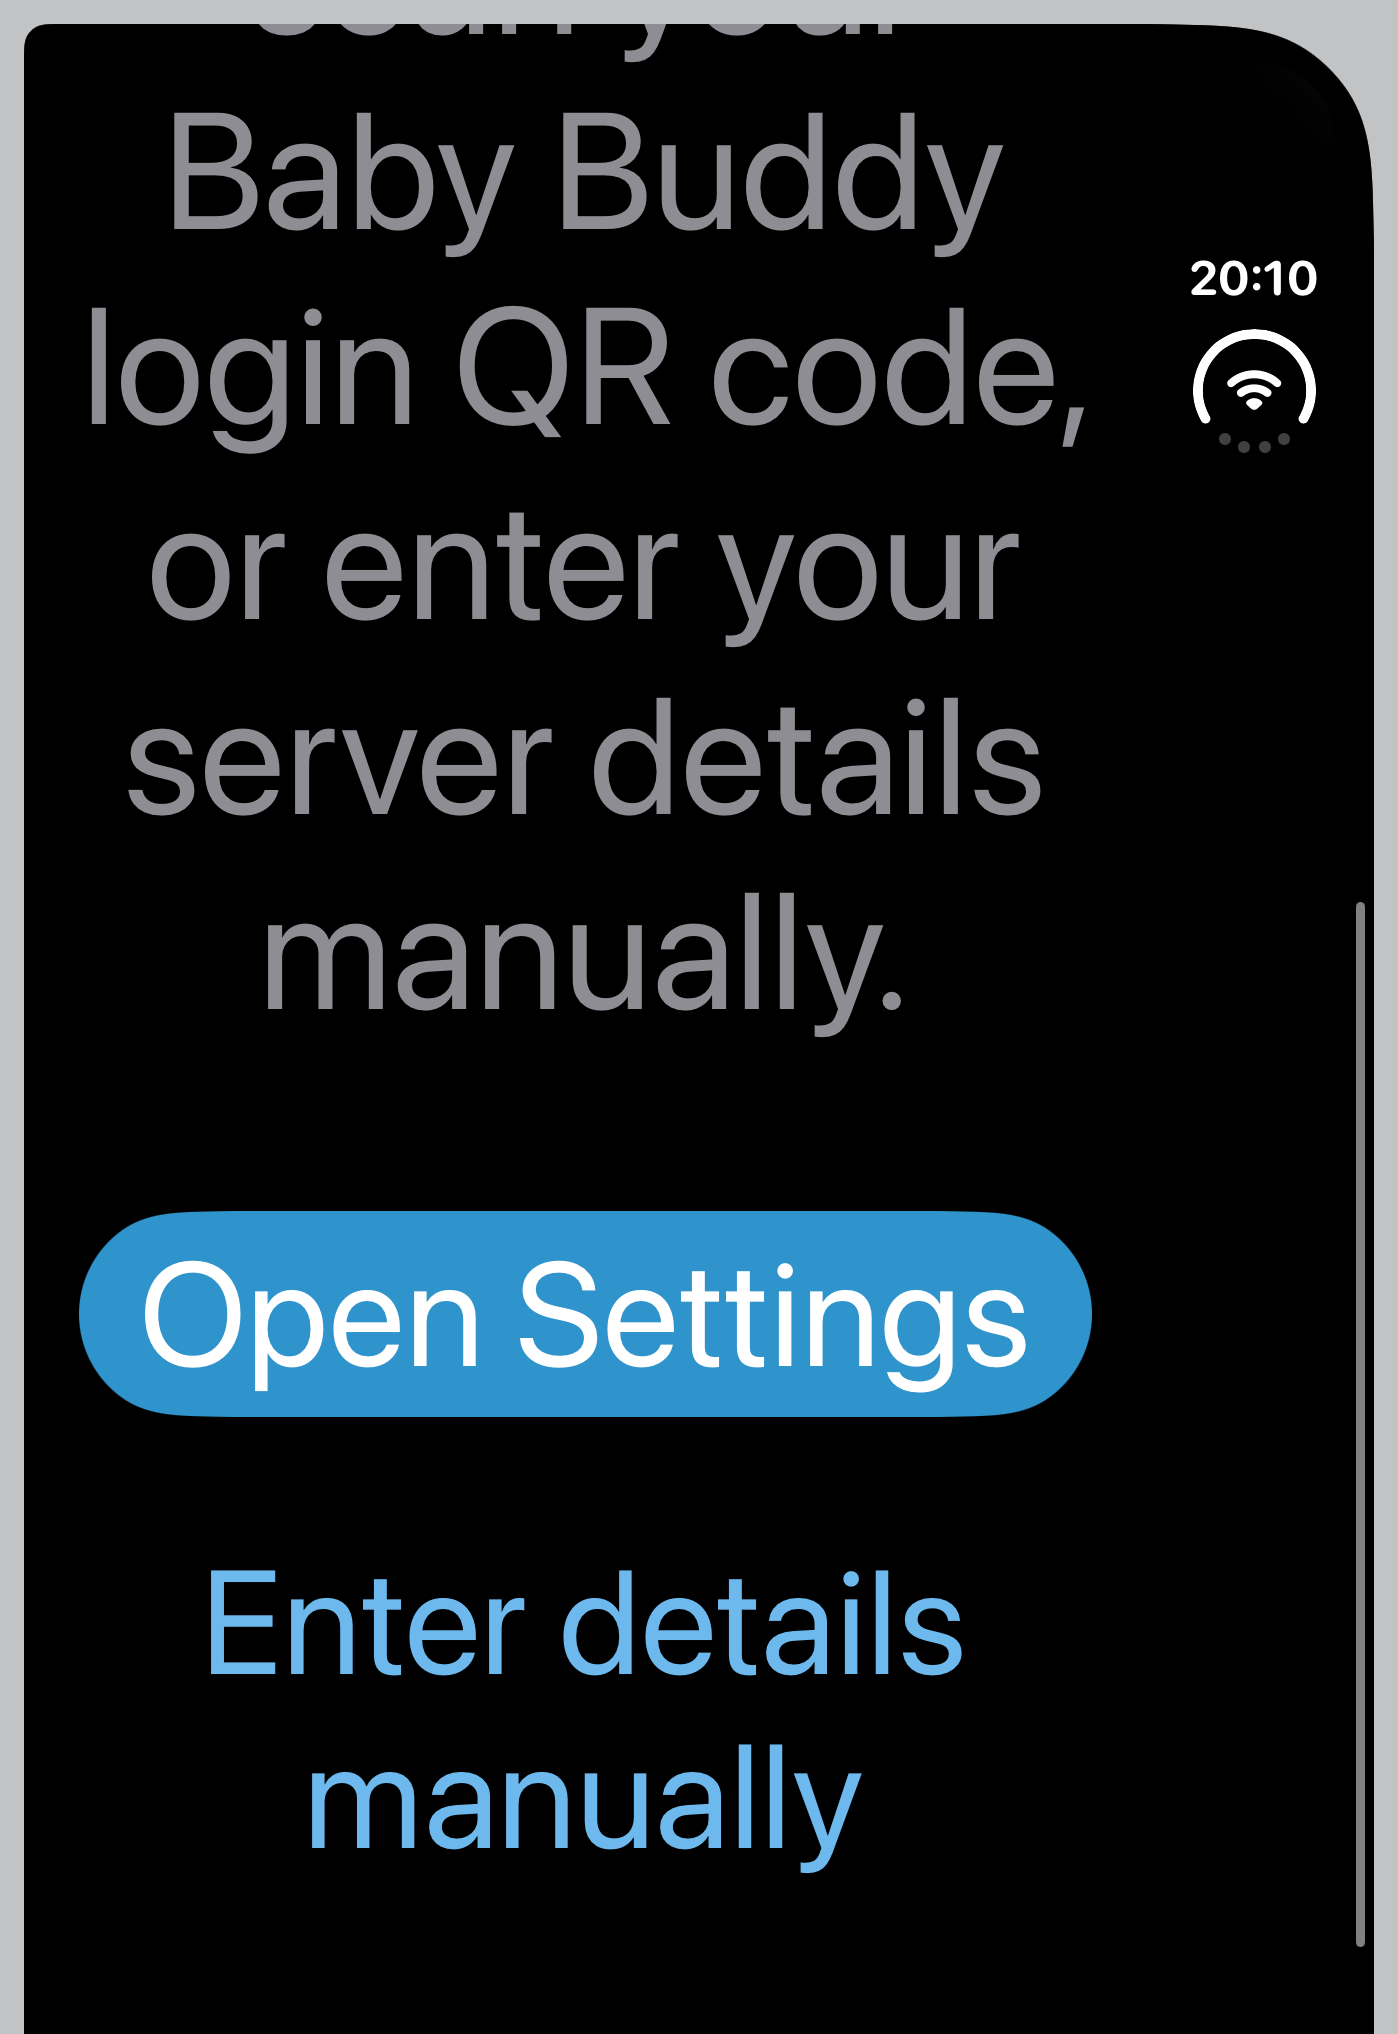 Baby Buddy
login QR code,
or enter your
server details
manually.
20:10
Open Settings
Enter details
manually